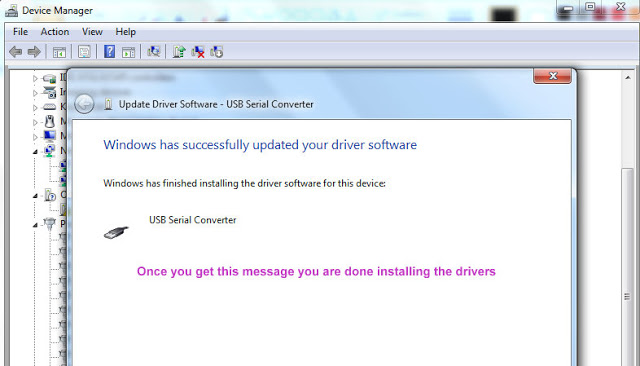 Device Manager
File Action View Help
Update Driver Software - USB Serial Converter
Windows has successfully updated your driver software
Windows has finished installing the driver software for this device:
USB Serial Converter
Once you get this message you are done installing the drivers